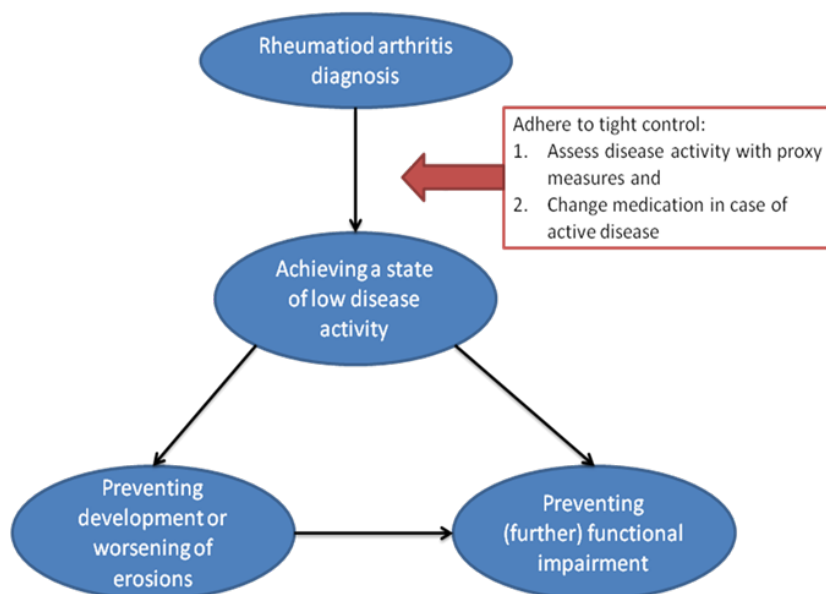 Rheumatiod arthritis
diagnosis
Adhere to tight control:
1. Assess disease activity with proxy
measures and
2. Change medication in case of
active disease
Achieving a state
of low disease
activity
Preventing
development or
worsening of
erosions
Preventing
(further) functional
impairment